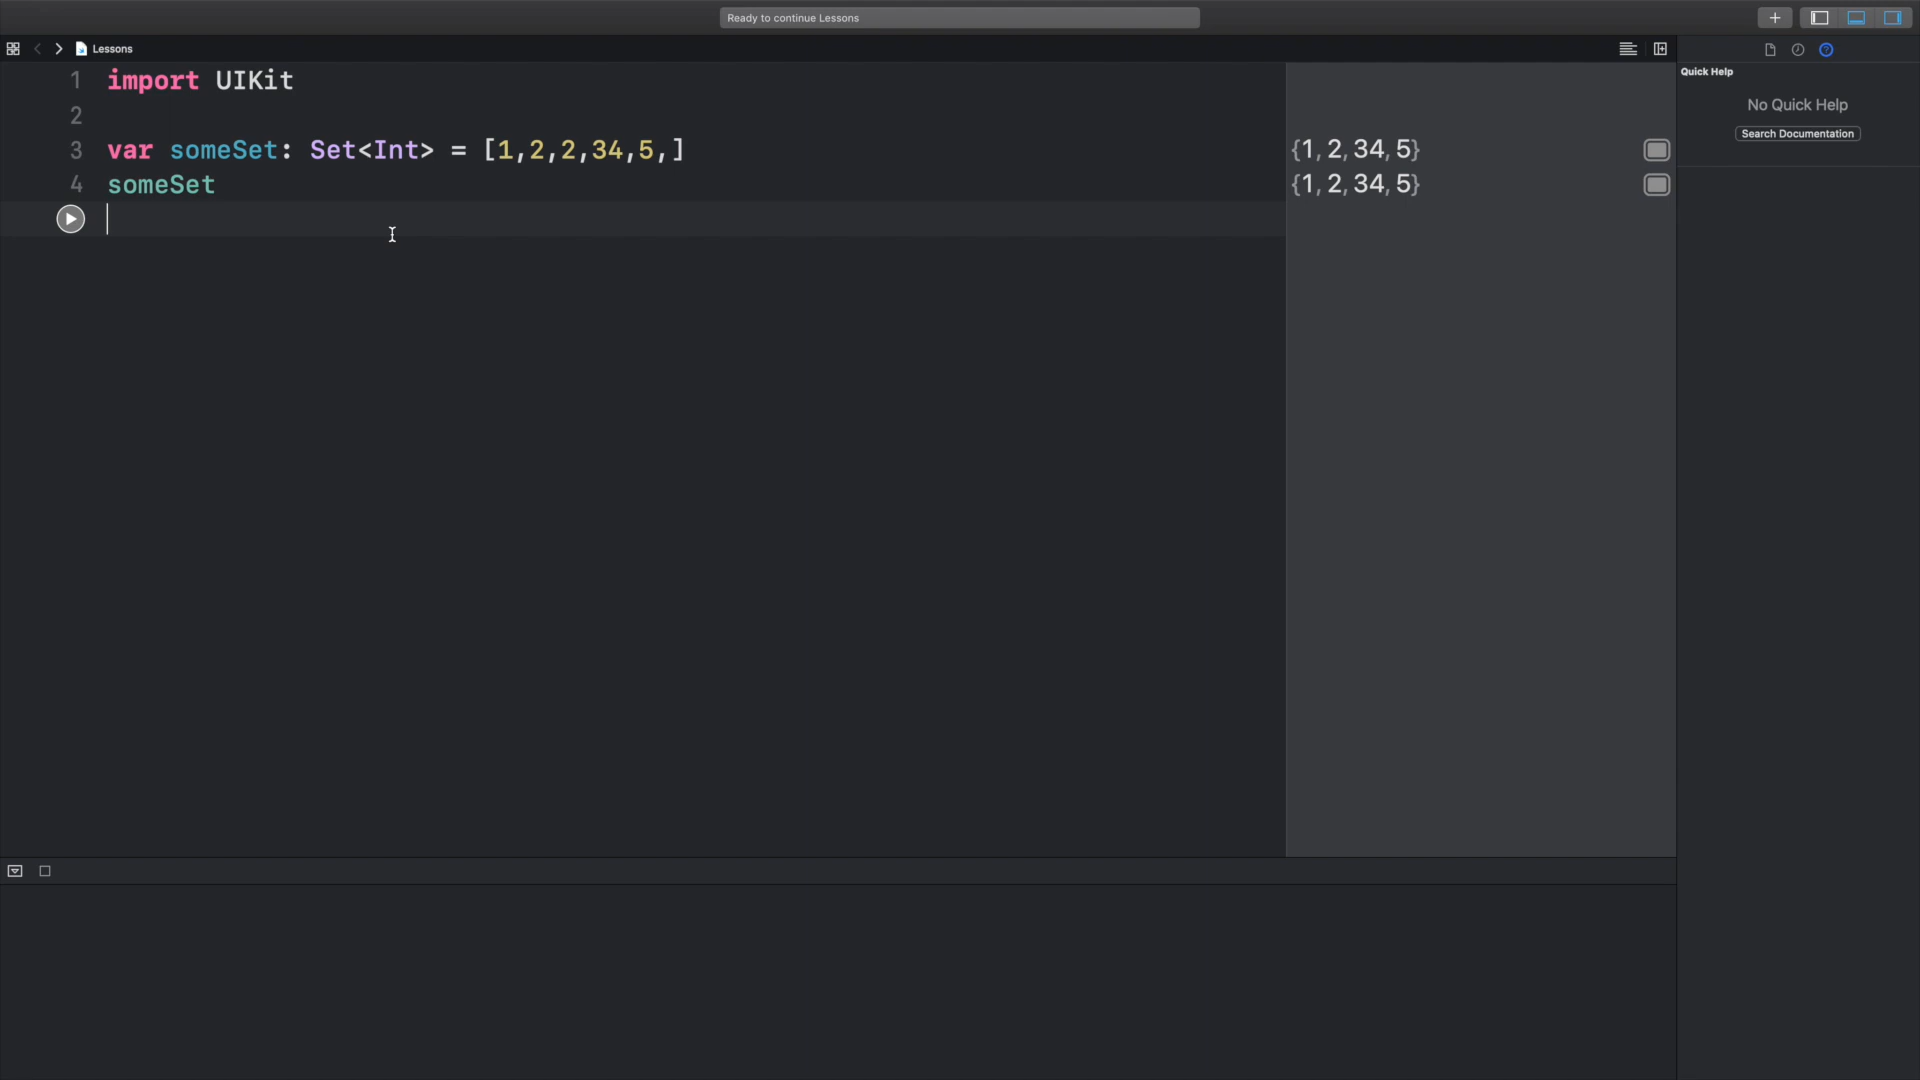 Ready to continue Lessons
Lessons
1 import UIKit
2
3 var someSet: Set<Int> = [1,2,2,34,5,]
4 someSet
{1, 2, 34, 5}
{1, 2, 34, 5}
Quick Help
No Quick Help
Search Documentation